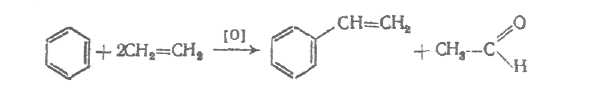 + 2CH₂=CH₂ [O] CH=CH₂ + CH₃-C O H